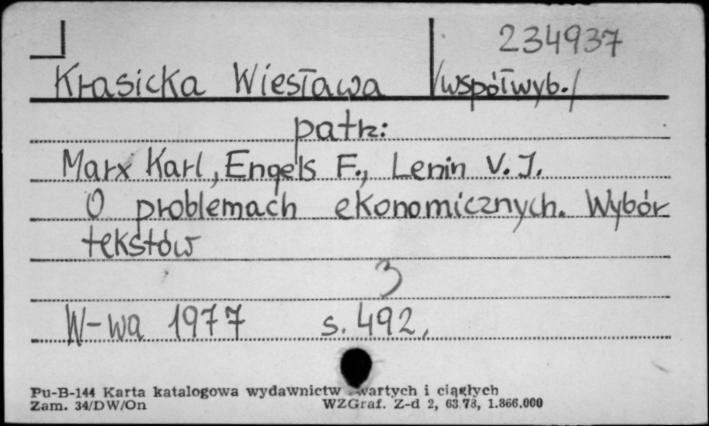 234937
Krasicka Wiesława /współwyb./
patrz:
Marx Karl, Engels F., Lenin V. I.
O problemach ekonomicznych. Wybór
tekstów
3
W-wa 1977 s. 492,
Pu-B-144 Karta katalogowa wydawnictw zwartych i ciągłych
Zam. 34/DW/On WZGraf. Z-d 2, 63 78, 1.866.000